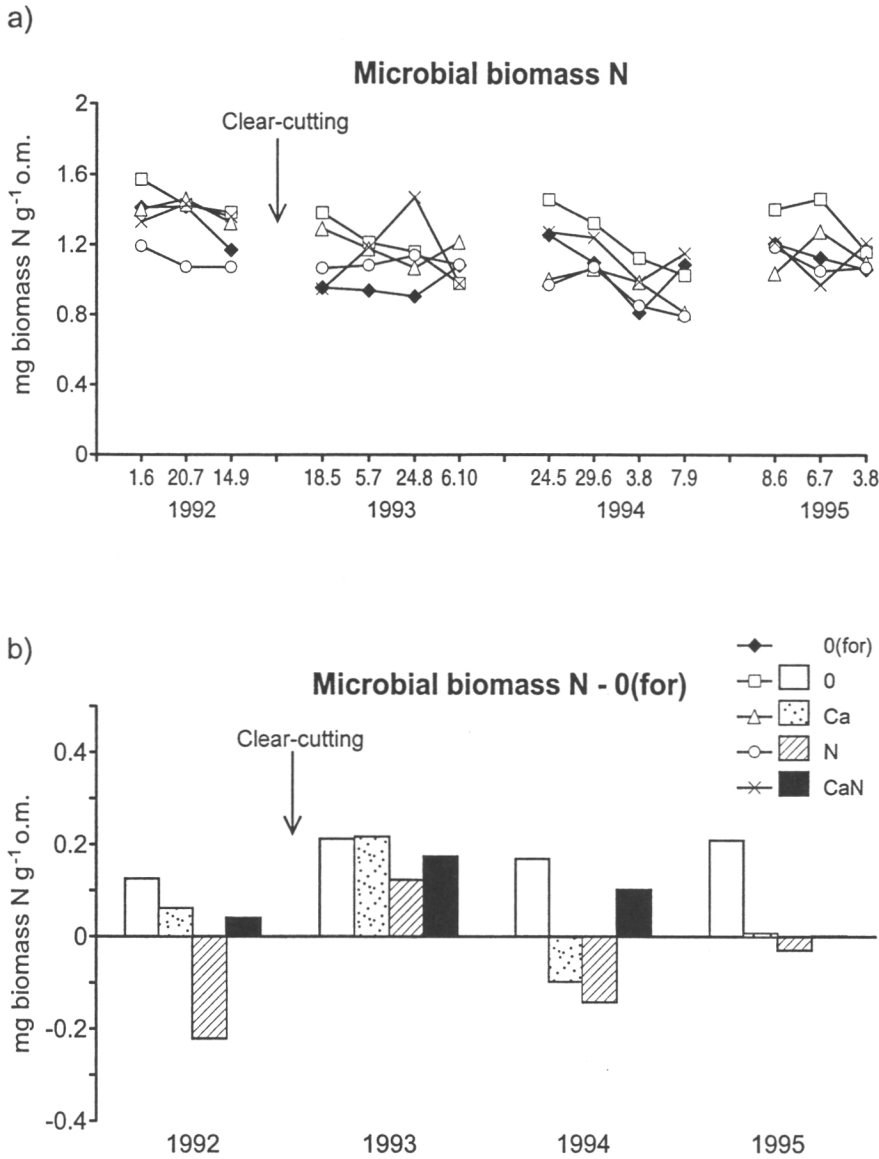 a)
Microbial biomass N
Clear-cutting
mg biomass N g⁻¹ o.m.
2
1.6
1.2
0.8
0.4
0
1.6 20.7 14.9 18.5 5.7 24.8 6.10 24.5 29.6 3.8 7.9 8.6 6.7 3.8
1992 1993 1994 1995
b)
Microbial biomass N - 0(for)
Clear-cutting
0(for)
0
Ca
N
CaN
mg biomass N g⁻¹ o.m.
0.4
0.2
0
-0.2
-0.4
1992 1993 1994 1995